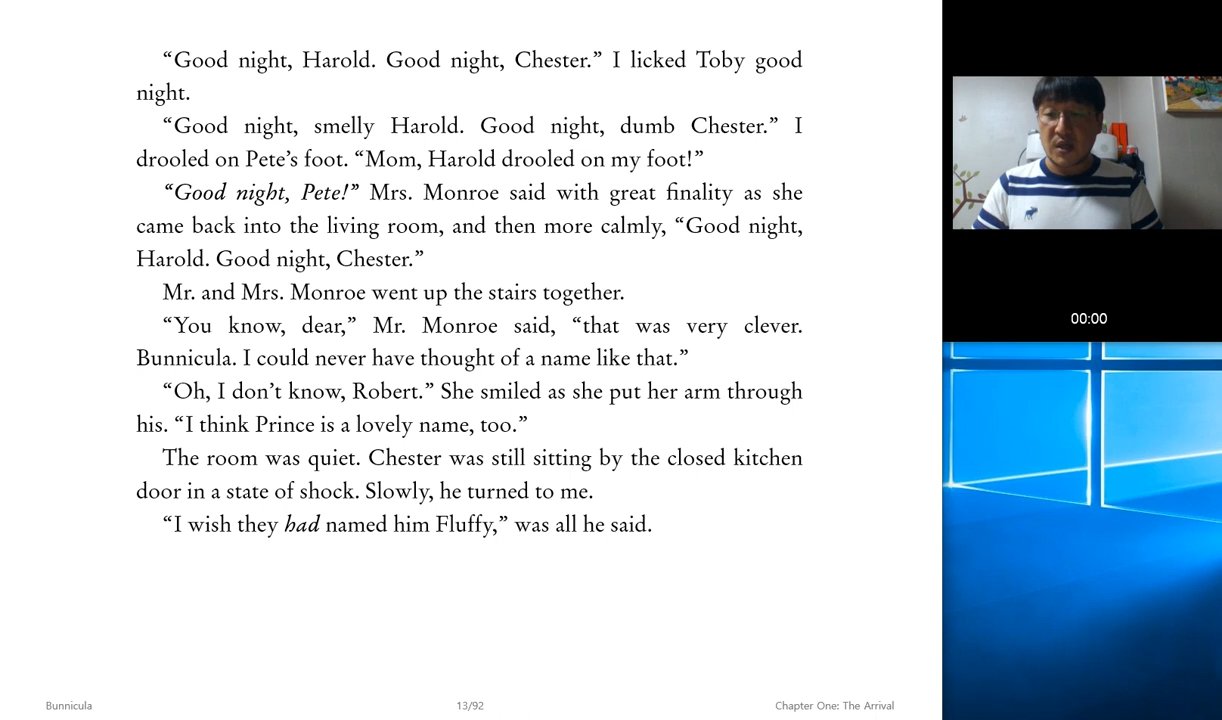 “Good night, Harold. Good night, Chester.” I licked Toby good
night.
“Good night, smelly Harold. Good night, dumb Chester.” I
drooled on Pete’s foot. “Mom, Harold drooled on my foot!”
“Good night, Pete!” Mrs. Monroe said with great finality as she
came back into the living room, and then more calmly, “Good night,
Harold. Good night, Chester.”
Mr. and Mrs. Monroe went up the stairs together.
“You know, dear,” Mr. Monroe said, “that was very clever.
Bunnicula. I could never have thought of a name like that.”
“Oh, I don’t know, Robert.” She smiled as she put her arm through
his. “I think Prince is a lovely name, too.”
The room was quiet. Chester was still sitting by the closed kitchen
door in a state of shock. Slowly, he turned to me.
“I wish they had named him Fluffy,” was all he said.
Bunnicula
13/92
Chapter One: The Arrival
00:00